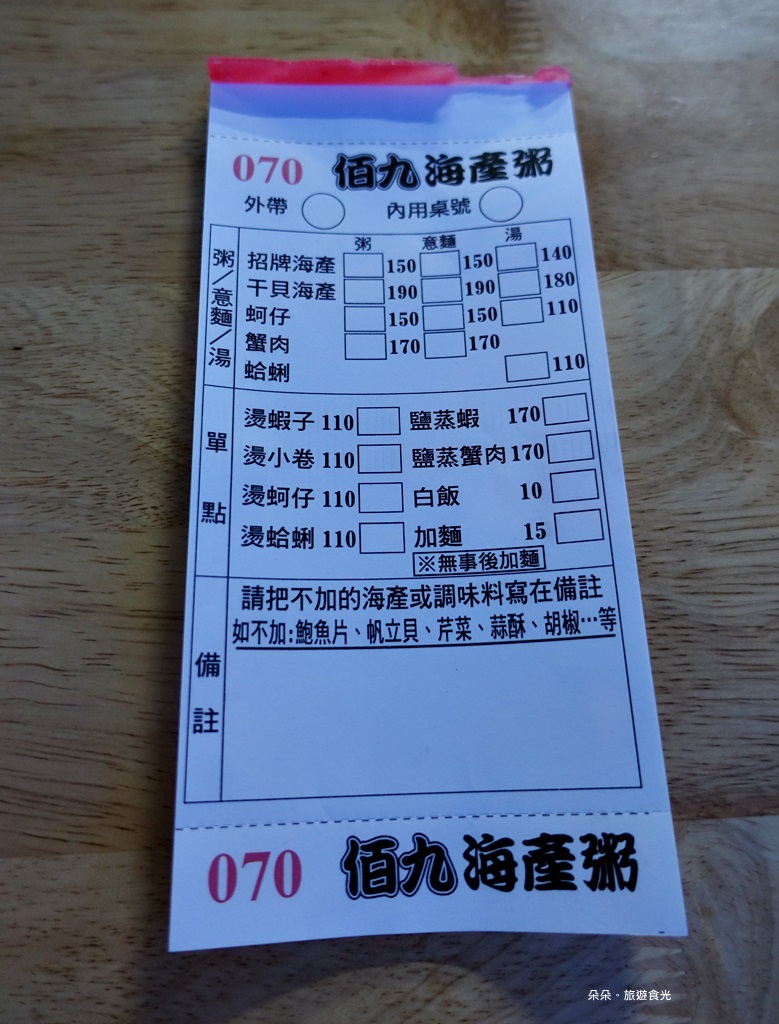 070 佰九海產粥
外帶 內用桌號
粥 意麵 湯
粥/意麵/湯
招牌海產 150 150 140
干貝海產 190 190 180
蚵仔 150 150 110
蟹肉 170 170
蛤蜊 110
單點
燙蝦子 110 鹽蒸蝦 170
燙小卷 110 鹽蒸蟹肉 170
燙蚵仔 110 白飯 10
燙蛤蜊 110 加麵 15
※無事後加麵
備註
請把不加的海產或調味料寫在備註
如不加:鮑魚片、帆立貝、芹菜、蒜酥、胡椒…等
070 佰九海產粥
朵朵。旅遊食光